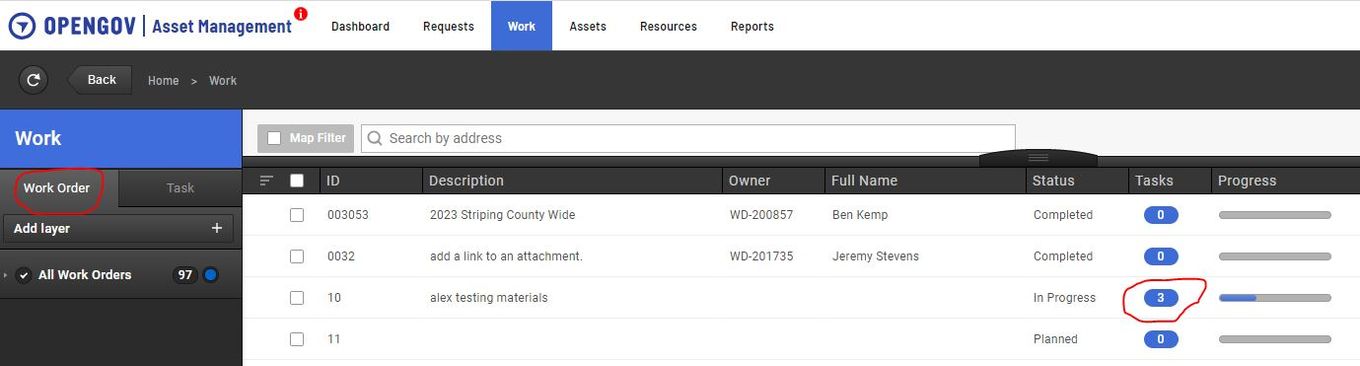 OPENGOV | Asset Management i Dashboard Requests Work Assets Resources Reports
Back Home > Work
Work
Map Filter Search by address
Work Order Task
ID Description Owner Full Name Status Tasks Progress
Add layer +
003053 2023 Striping County Wide WD-200857 Ben Kemp Completed 0
0032 add a link to an attachment. WD-201735 Jeremy Stevens Completed 0
All Work Orders 97
10 alex testing materials In Progress 3
11 Planned 0